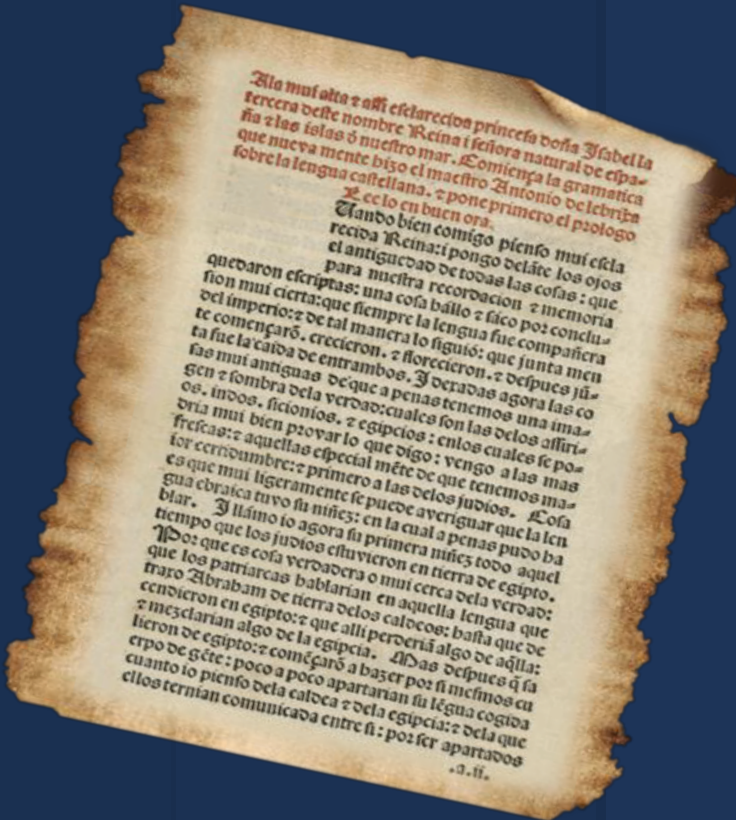 A la mui alta ⁊ assi esclarecida princesa doña Isabel la
tercera deste nombre Reina i señora natural de espa-
ña ⁊ las islas d̄ nuestro mar. Comiença la gramatica
que nueva mente hizo el maestro Antonio de lebrixa
sobre la lengua castellana. ⁊ pone primero el prologo
Lee lo en buen ora.
Uando bien comigo pienso mui escla
recida Reina: i pongo delāte los ojos
el antiguedad de todas las cosas: que
para nuestra recordacion ⁊ memoria
quedaron escriptas: una cosa hállo ⁊ saco por conclu-
sion mui cierta: que siempre la lengua fue compañera
del imperio: ⁊ de tal manera lo siguió: que junta men
te començarō. crecieron. ⁊ florecieron. ⁊ despues jū-
ta fue la caida de entrambos. I dexadas agora las co
sas mui antiguas de que a penas tenemos una ima-
gen ⁊ sombra dela verdad: cuales son las delos assiri-
os. indos. sicionios. ⁊ egipcios: enlos cuales se po-
dria mui bien provar lo que digo: vengo a las mas
frescas: ⁊ aquellas especial mēte de que tenemos ma-
ior certidumbre: ⁊ primero a las delos judios. Cosa
es que mui ligeramente se puede averiguar que la len
gua ebraica tuvo su niñez: en la cual a penas pudo ha
blar. I llámo io agora su primera niñez todo aquel
tiempo que los judios estuvieron en tierra de egipto.
Por que es cosa verdadera o mui cerca dela verdad:
que los patriarcas hablarian en aquella lengua que
traxo Abraham de tierra delos caldeos: hasta que de
cendieron en egipto: ⁊ que alli perderiā algo de aq̄lla:
⁊ mezclarian algo de la egipcia. Mas despues q̄ sa
lieron de egipto: ⁊ començarō a hazer por si mesmos cu
erpo de gēte: poco a poco apartarian su lēgua cogida
cuanto io pienso dela caldea ⁊ dela egipcia: ⁊ dela que
ellos ternian comunicada entre si: por ser apartados
.a.ii.